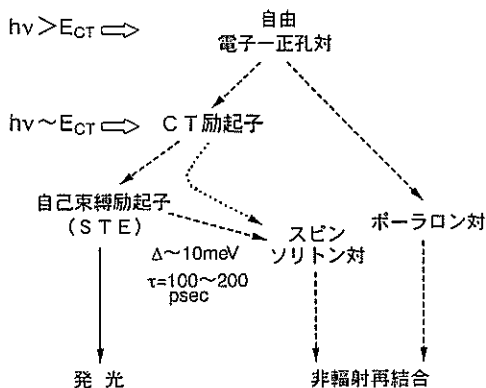 hν>E_CT ⇨ 自由
電子−正孔対
hν~E_CT ⇨ CT励起子
自己束縛励起子
(STE)
ポーラロン対
スピン
ソリトン対
Δ~10meV
τ=100~200
psec
発光
非輻射再結合